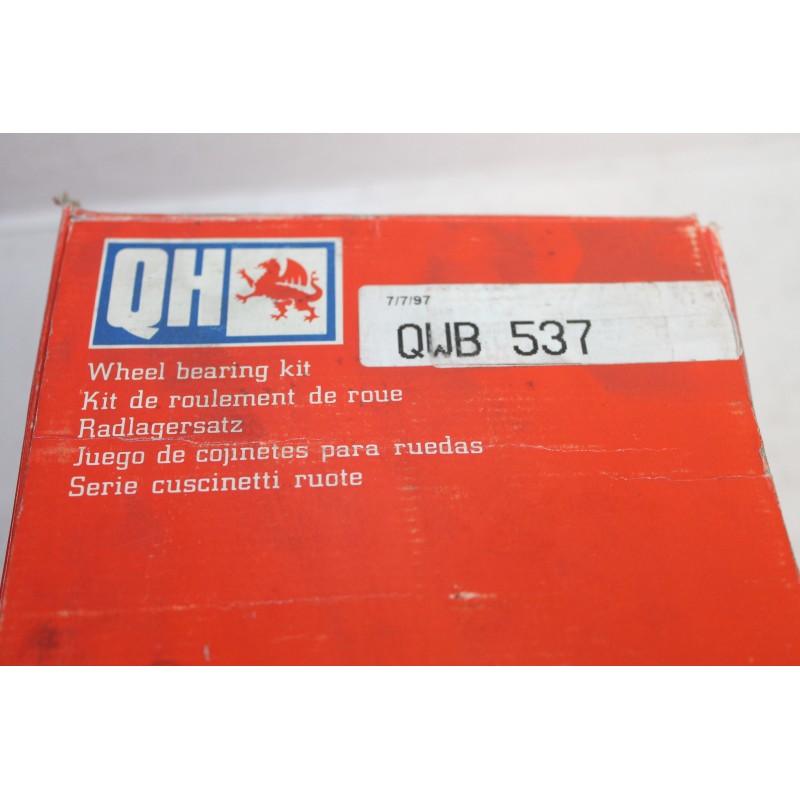 QH
7/7/97
QWB 537
Wheel bearing kit
Kit de roulement de roue
Radlagersatz
Juego de cojinetes para ruedas
Serie cuscinetti ruote